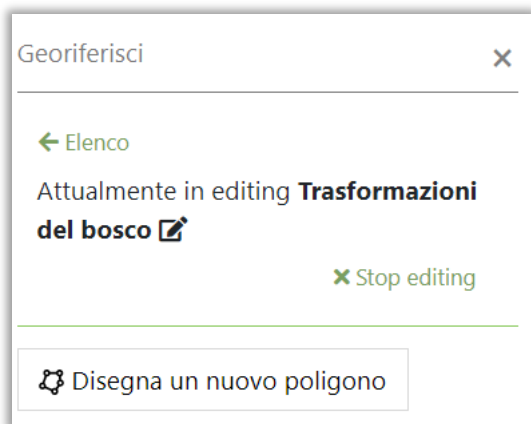 Georiferisci
Elenco
Attualmente in editing Trasformazioni
del bosco
Stop editing
Disegna un nuovo poligono